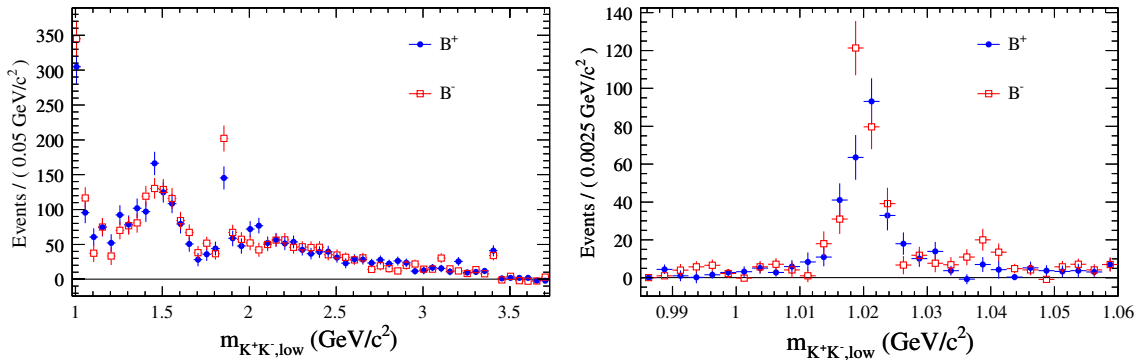 Events / ( 0.05 GeV/c²)
350
300
250
200
150
100
50
0
B⁺
B⁻
1 1.5 2 2.5 3 3.5
m_K⁺K⁻,low (GeV/c²)
Events / ( 0.0025 GeV/c²)
140
120
100
80
60
40
20
0
B⁺
B⁻
0.99 1 1.01 1.02 1.03 1.04 1.05 1.06
m_K⁺K⁻,low (GeV/c²)